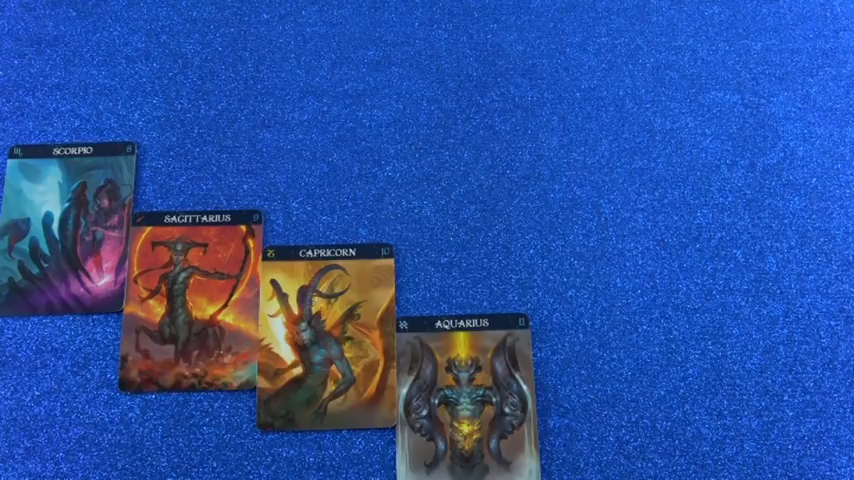 ♏ SCORPIO 8
♐ SAGITTARIUS 9
♑ CAPRICORN 10
♒ AQUARIUS 11